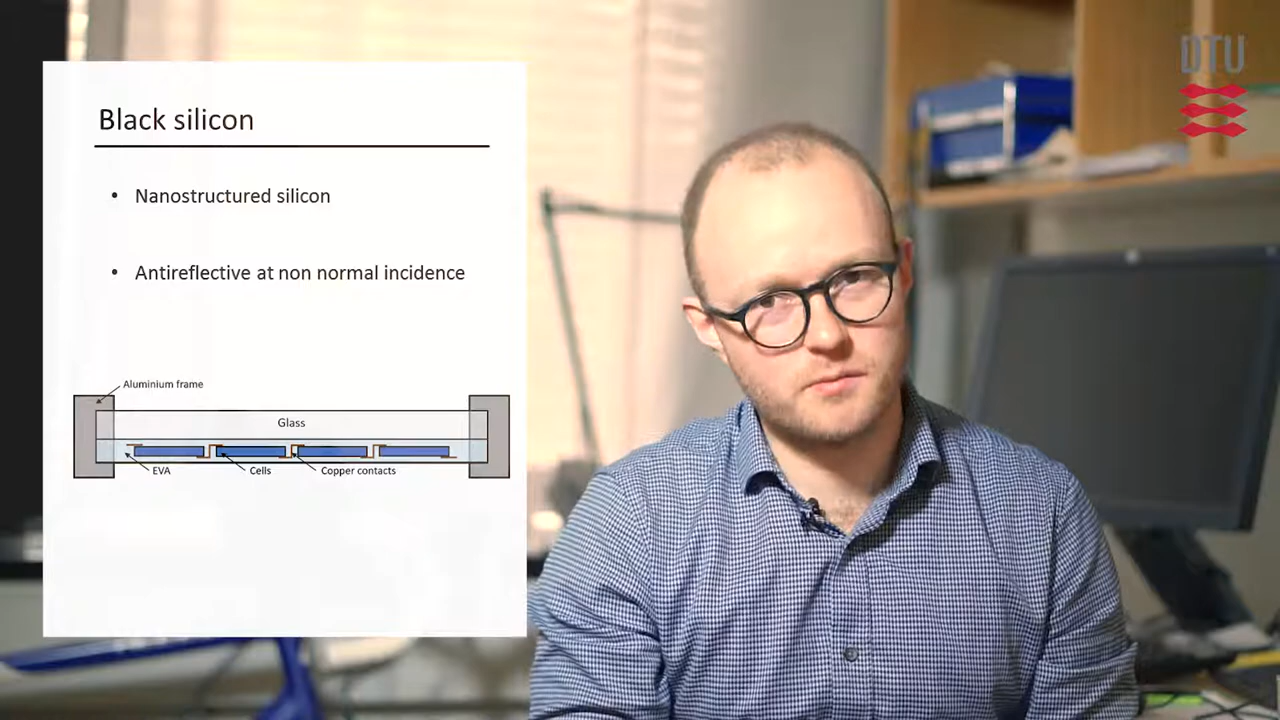 DTU
Black silicon
• Nanostructured silicon
• Antireflective at non normal incidence
Aluminium frame
Glass
EVA
Cells
Copper contacts